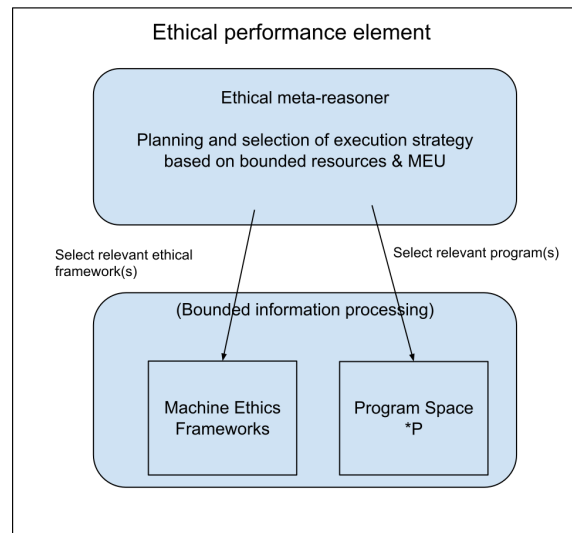 Ethical performance element
Ethical meta-reasoner
Planning and selection of execution strategy
based on bounded resources & MEU
Select relevant ethical
framework(s)
Select relevant program(s)
(Bounded information processing)
Machine Ethics
Frameworks
Program Space
*P